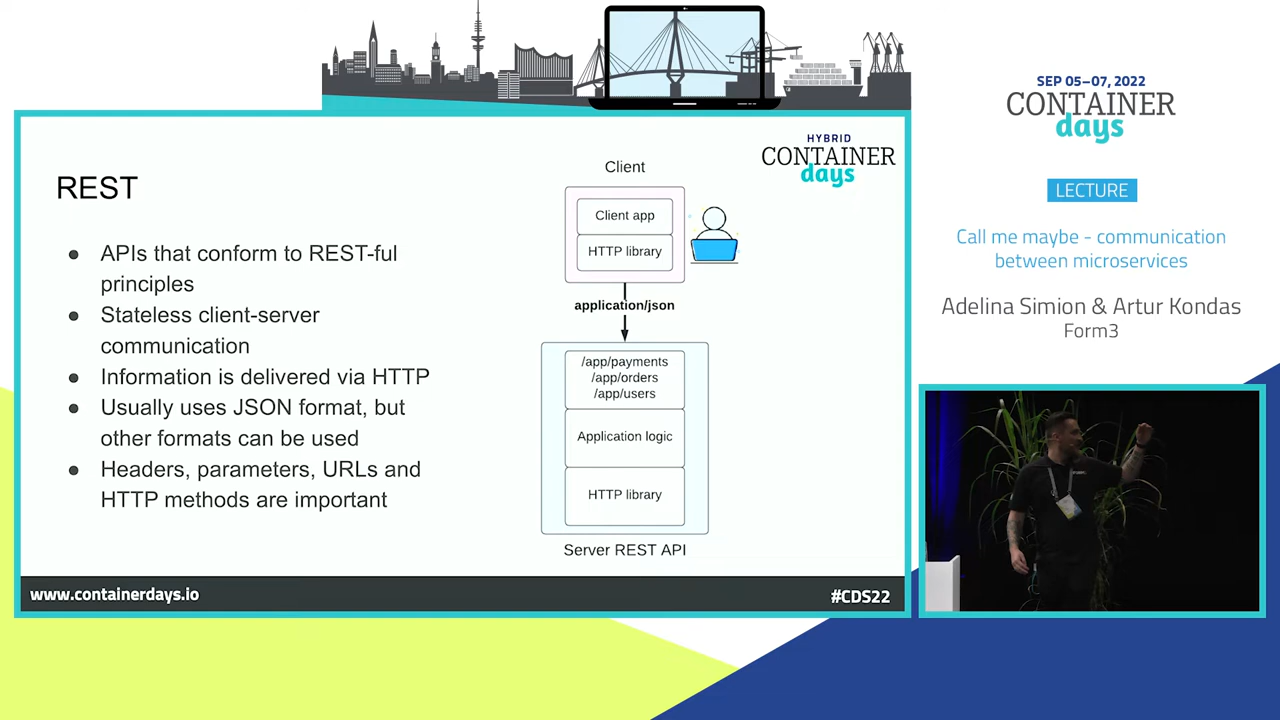 HYBRID
CONTAINER
days
REST
● APIs that conform to REST-ful
principles
● Stateless client-server
communication
● Information is delivered via HTTP
● Usually uses JSON format, but
other formats can be used
● Headers, parameters, URLs and
HTTP methods are important
Client
Client app
HTTP library
application/json
/app/payments
/app/orders
/app/users
Application logic
HTTP library
Server REST API
www.containerdays.io
#CDS22
SEP 05–07, 2022
CONTAINER
days
LECTURE
Call me maybe - communication
between microservices
Adelina Simion & Artur Kondas
Form3